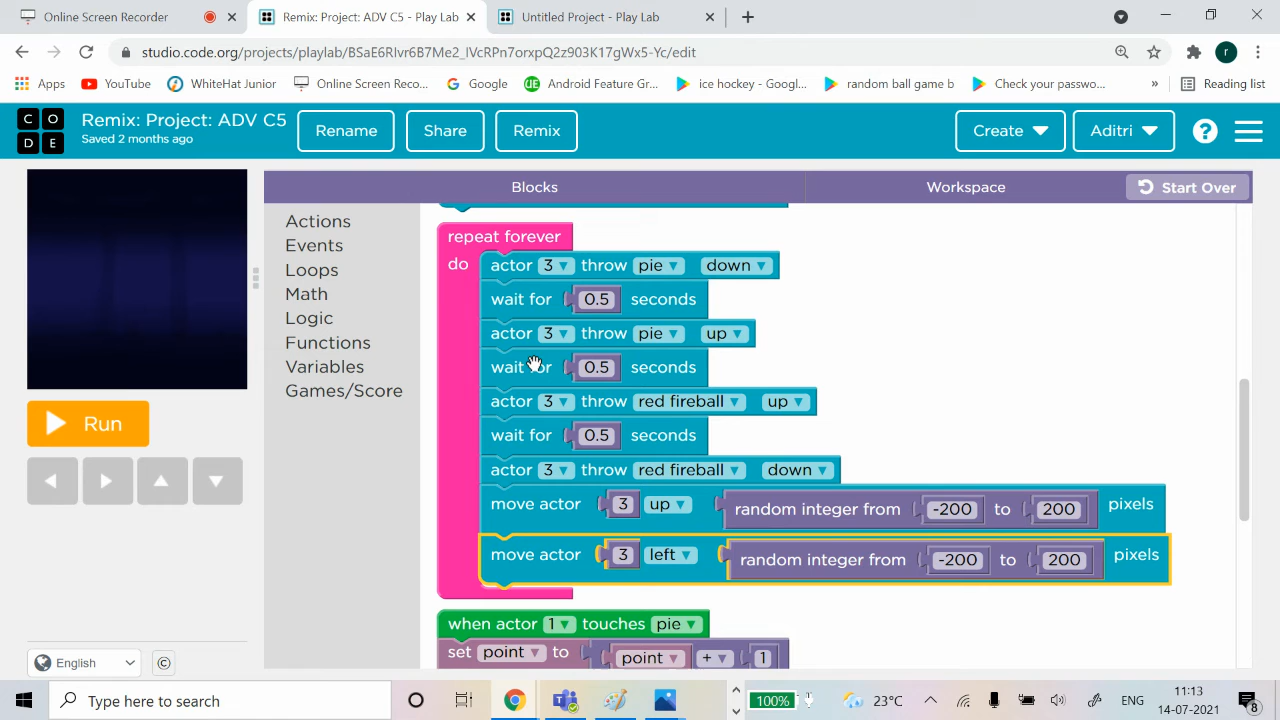 Online Screen Recorder
Remix: Project: ADV C5 - Play Lab
Untitled Project - Play Lab
studio.code.org/projects/playlab/BSaE6RIvr6B7Me2_IVcRPn7orxpQ2z903K17gWx5-Yc/edit
r
Apps
YouTube
WhiteHat Junior
Online Screen Reco...
Google
UE
Android Feature Gr...
ice hockey - Googl...
random ball game b
Check your passwo...
»
Reading list
C O
D E
Remix: Project: ADV C5
Saved 2 months ago
Rename
Share
Remix
Create
Aditri
?
Blocks
Workspace
Start Over
Actions
Events
Loops
Math
Logic
Functions
Variables
Games/Score
repeat forever
do
actor 3 throw pie down
wait for 0.5 seconds
actor 3 throw pie up
wait for 0.5 seconds
actor 3 throw red fireball up
wait for 0.5 seconds
actor 3 throw red fireball down
move actor 3 up random integer from -200 to 200 pixels
move actor 3 left random integer from -200 to 200 pixels
when actor 1 touches pie
set point to point + 1
Run
English
©
Type here to search
100%
23°C
ENG
11:13
14-07-2021
8